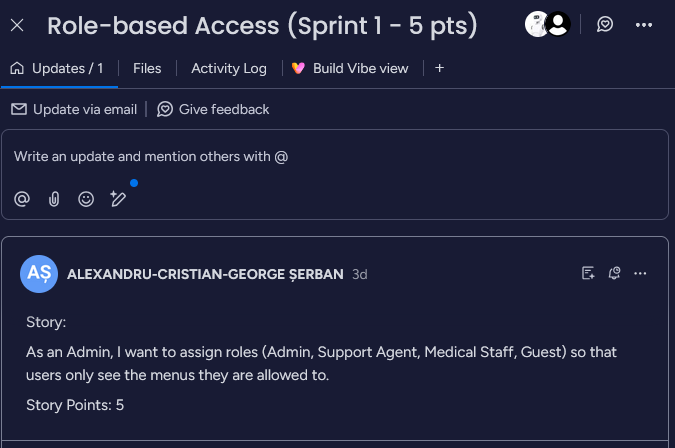 Role-based Access (Sprint 1 - 5 pts)
Updates / 1
Files
Activity Log
Build Vibe view
+
Update via email
Give feedback
Write an update and mention others with @
AȘ
ALEXANDRU-CRISTIAN-GEORGE ȘERBAN 3d
Story:
As an Admin, I want to assign roles (Admin, Support Agent, Medical Staff, Guest) so that
users only see the menus they are allowed to.
Story Points: 5